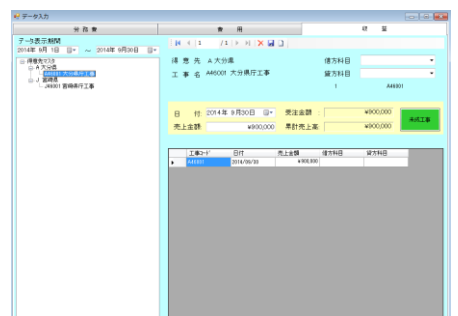 データ入力
労務費
費用
データ表示期間
2014年 9月 1日 ～ 2014年 9月30日
得意先マスタ
A 大分県
A46001 大分県庁工事
J 宮崎県
J46001 宮崎県庁工事
1 / 1
得意先 A 大分県 借方科目
工事名 A46001 大分県庁工事 貸方科目
1 A46001
日付 2014年 9月30日 受注金額 : ¥900,000
売上金額 ¥900,000 累計売上高 : ¥900,000
未成工事
工事コード 日付 売上金額 借方科目 貸方科目
A46001 2014/09/30 ¥900,000